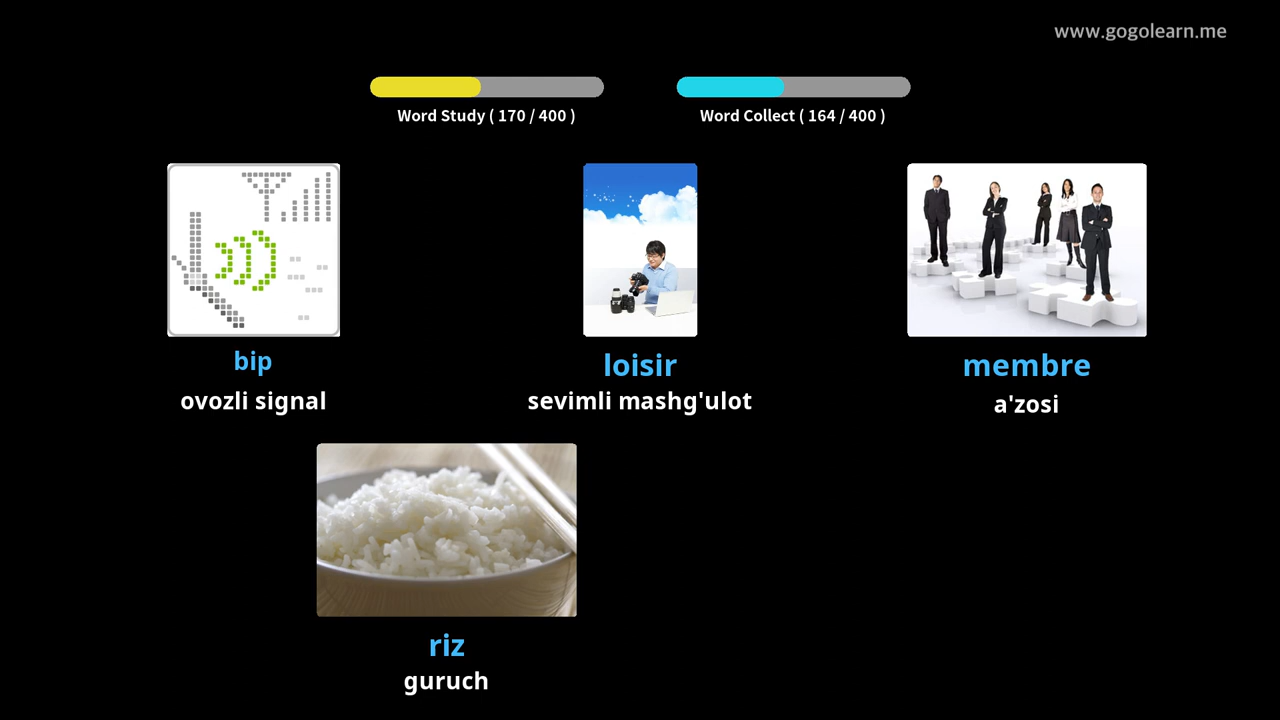 www.gogolearn.me
Word Study ( 170 / 400 )
Word Collect ( 164 / 400 )
bip
ovozli signal
loisir
sevimli mashg'ulot
membre
a'zosi
riz
guruch